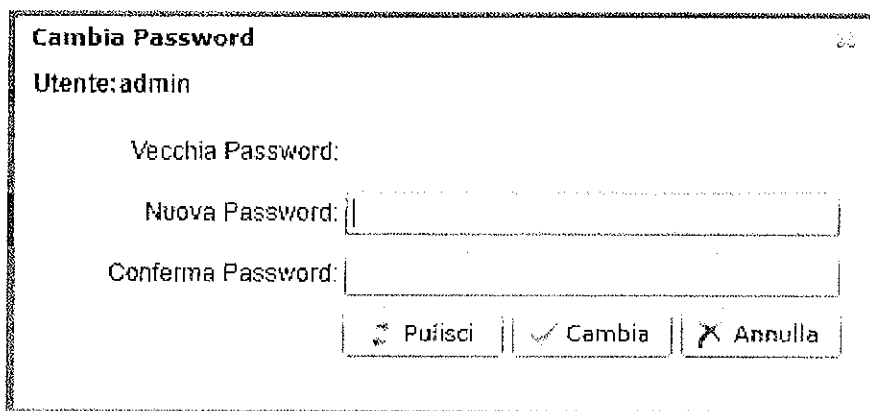 Cambia Password
Utente:admin
Vecchia Password:
Nuova Password:
Conferma Password:
Pulisci Cambia Annulla